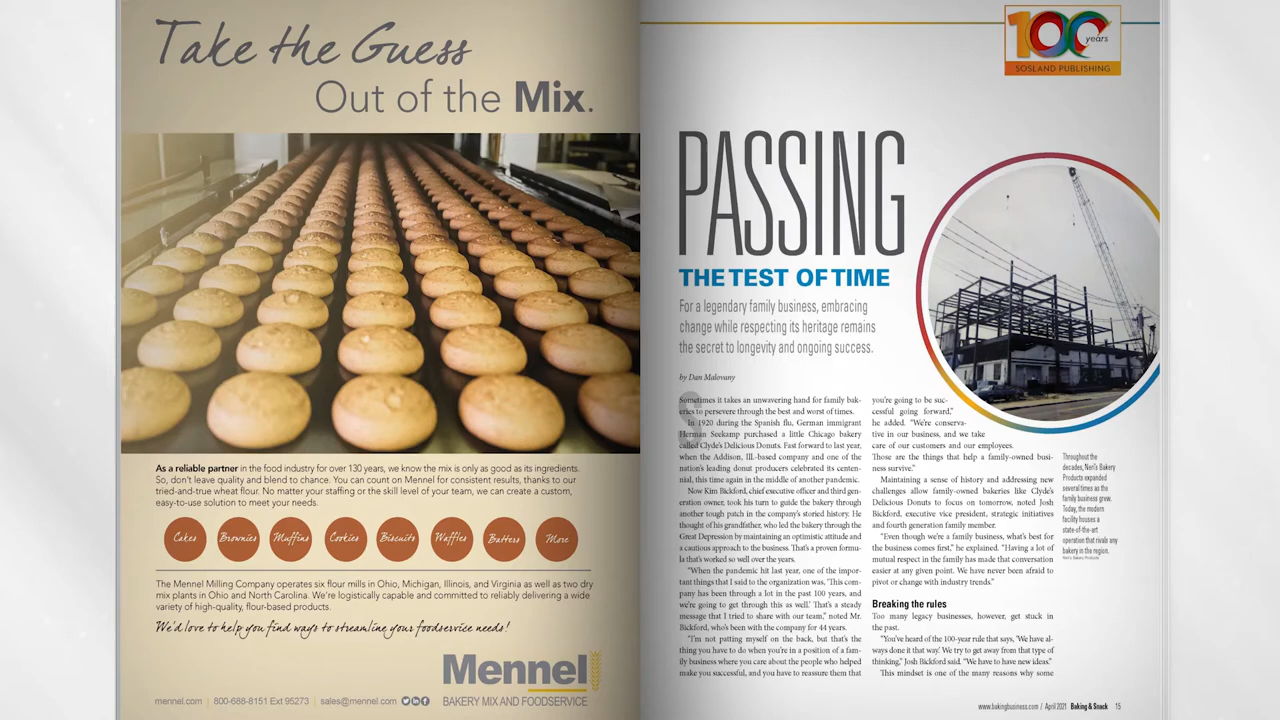 Take the Guess
Out of the Mix.
As a reliable partner in the food industry for over 130 years, we know the mix is only as good as its ingredients.
So, don't leave quality and blend to chance. You can count on Mennel for consistent results, thanks to our
tried-and-true wheat flour. No matter your staffing or the skill level of your team, we can create a custom,
easy-to-use solution to meet your needs.
Cakes
Brownies
Muffins
Cookies
Biscuits
Waffles
Batters
More
The Mennel Milling Company operates six flour mills in Ohio, Michigan, Illinois, and Virginia as well as two dry
mix plants in Ohio and North Carolina. We're logistically capable and committed to reliably delivering a wide
variety of high-quality, flour-based products.
We'd love to help you find ways to streamline your foodservice needs!
Mennel
BAKERY MIX AND FOODSERVICE
mennel.com | 800-688-8151 Ext 95273 | sales@mennel.com
100 years
SOSLAND PUBLISHING
PASSING
THE TEST OF TIME
For a legendary family business, embracing
change while respecting its heritage remains
the secret to longevity and ongoing success.
by Dan Malovany
Sometimes it takes an unwavering hand for family bak-
eries to persevere through the best and worst of times.
In 1920 during the Spanish flu, German immigrant
Herman Seekamp purchased a little Chicago bakery
called Clyde's Delicious Donuts. Fast forward to last year,
when the Addison, Ill.-based company and one of the
nation's leading donut producers celebrated its centen-
nial, this time again in the middle of another pandemic.
Now Kim Bickford, chief executive officer and third gen-
eration owner, took his turn to guide the bakery through
another tough patch in the company's storied history. He
thought of his grandfather, who led the bakery through the
Great Depression by maintaining an optimistic attitude and
a cautious approach to the business. That's a proven formu-
la that's worked so well over the years.
"When the pandemic hit last year, one of the impor-
tant things that I said to the organization was, 'This com-
pany has been through a lot in the past 100 years, and
we're going to get through this as well.' That's a steady
message that I tried to share with our team," noted Mr.
Bickford, who's been with the company for 44 years.
"I'm not patting myself on the back, but that's the
thing you have to do when you're in a position of a fam-
ily business where you care about the people who helped
make you successful, and you have to reassure them that
you're going to be suc-
cessful going forward,"
he added. "We're conserva-
tive in our business, and we take
care of our customers and our employees.
Those are the things that help a family-owned busi-
ness survive."
Maintaining a sense of history and addressing new
challenges allow family-owned bakeries like Clyde's
Delicious Donuts to focus on tomorrow, noted Josh
Bickford, executive vice president, strategic initiatives
and fourth generation family member.
"Even though we're a family business, what's best for
the business comes first," he explained. "Having a lot of
mutual respect in the family has made that conversation
easier at any given point. We have never been afraid to
pivot or change with industry trends."
Breaking the rules
Too many legacy businesses, however, get stuck in
the past.
"You've heard of the 100-year rule that says, 'We have al-
ways done it that way.' We try to get away from that type of
thinking," Josh Bickford said. "We have to have new ideas."
This mindset is one of the many reasons why some
Throughout the
decades, Neri's Bakery
Products expanded
several times as the
family business grew.
Today, the modern
facility houses a
state-of-the-art
operation that rivals any
bakery in the region.
Neri's Bakery Products
www.bakingbusiness.com / April 2021 Baking & Snack 15